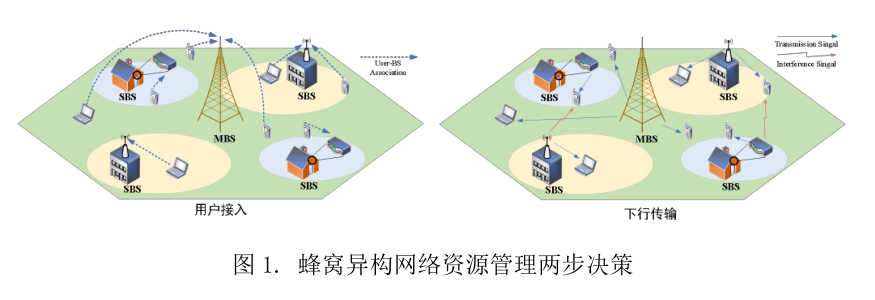 User-BS
Association
SBS
SBS
MBS
SBS
SBS
用户接入
Transmission Singal
Interference Singal
SBS
SBS
MBS
SBS
SBS
下行传输
图 1. 蜂窝异构网络资源管理两步决策